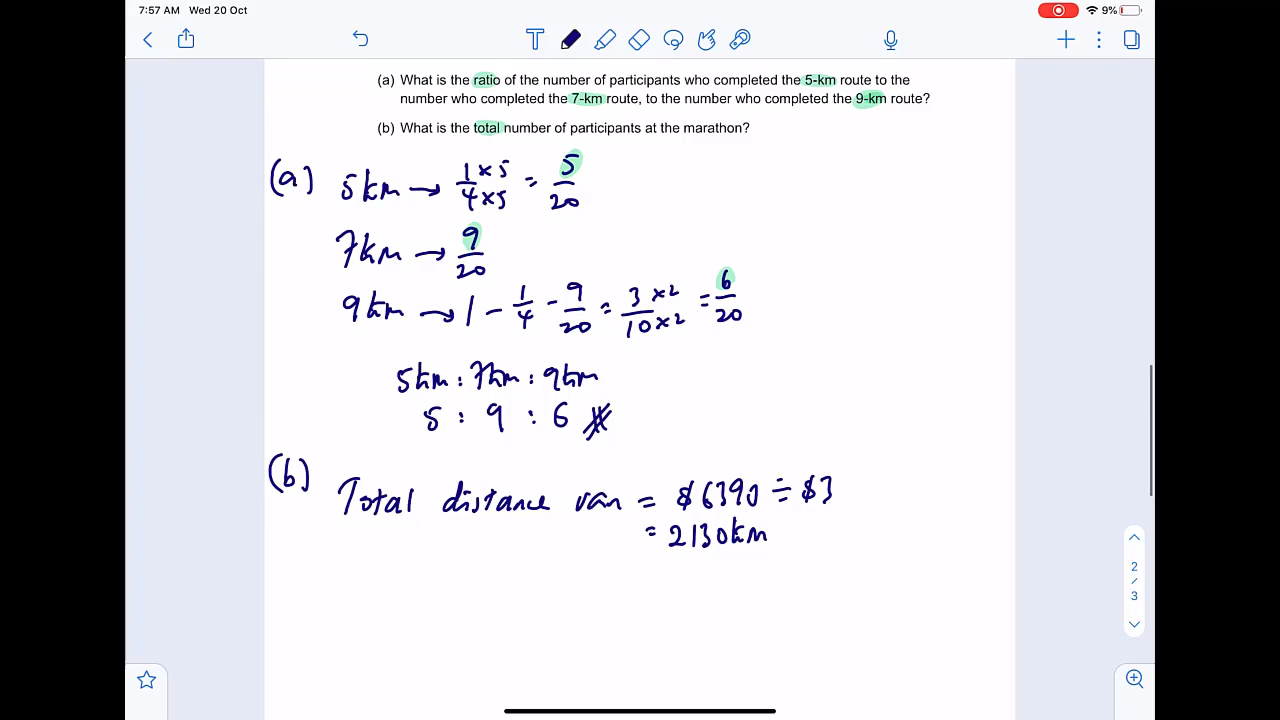 7:57 AM Wed 20 Oct
9%
(a) What is the ratio of the number of participants who completed the 5-km route to the
number who completed the 7-km route, to the number who completed the 9-km route?
(b) What is the total number of participants at the marathon?
(a) 5km → 1×5/4×5 = 5/20
7km → 9/20
9km → 1 - 1/4 - 9/20 = 3×2/10×2 = 6/20
5km : 7km : 9km
5 : 9 : 6
(b) Total distance ran = $6390 ÷ $3
= 2130km
2
/
3